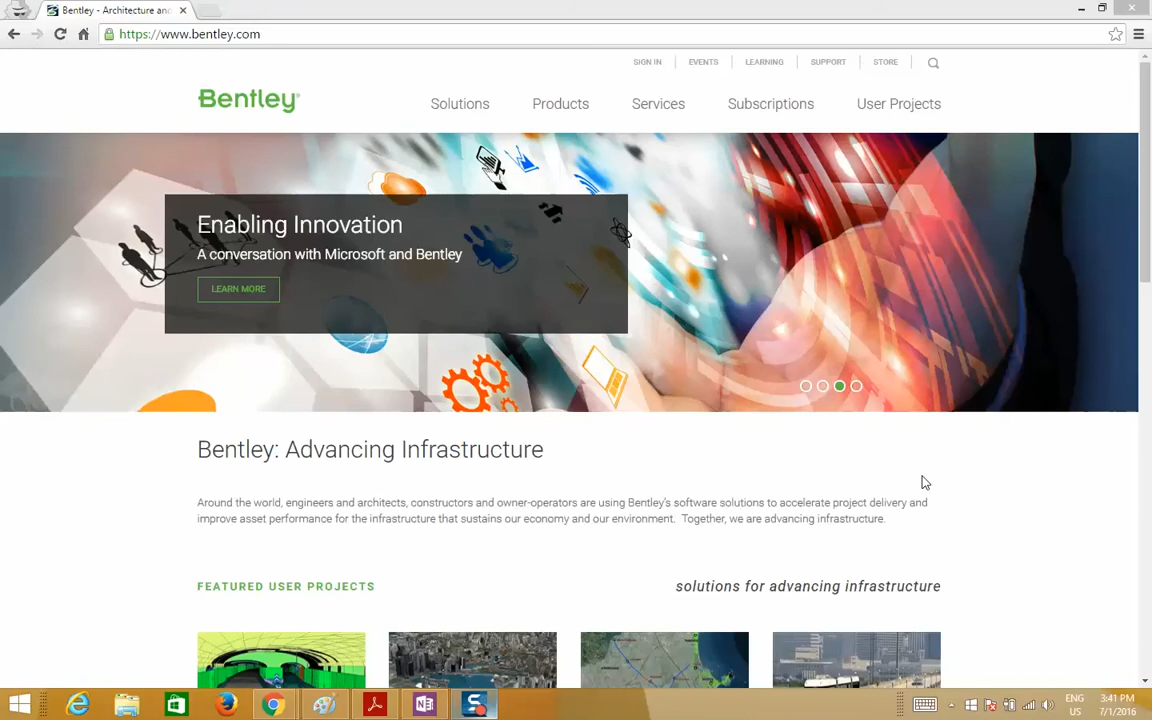 Bentley - Architecture and
https://www.bentley.com
SIGN IN
EVENTS
LEARNING
SUPPORT
STORE
Bentley®
Solutions
Products
Services
Subscriptions
User Projects
Enabling Innovation
A conversation with Microsoft and Bentley
LEARN MORE
Bentley: Advancing Infrastructure
Around the world, engineers and architects, constructors and owner-operators are using Bentley's software solutions to accelerate project delivery and
improve asset performance for the infrastructure that sustains our economy and our environment. Together, we are advancing infrastructure.
FEATURED USER PROJECTS
solutions for advancing infrastructure
ENG
US
3:41 PM
7/1/2016